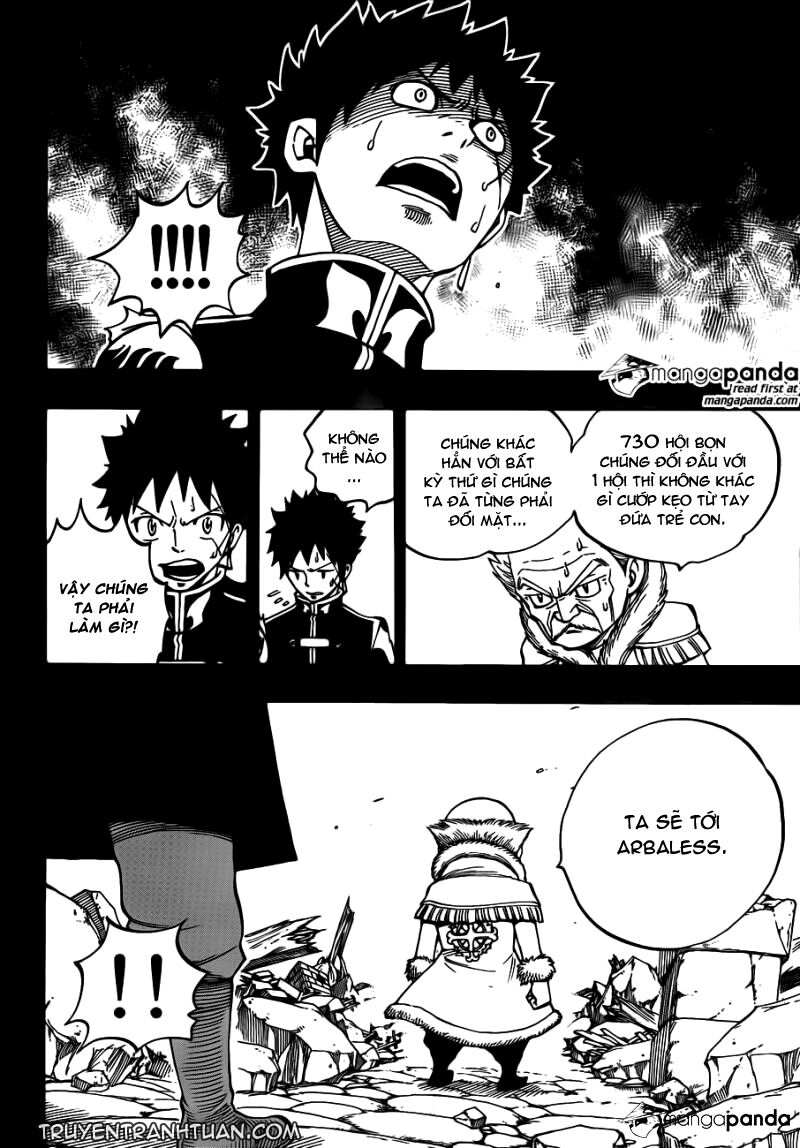 !!!!
mangapanda
read first at
mangapanda.com
730 HỘI BỌN
CHÚNG ĐỐI ĐẦU VỚI
1 HỘI THÌ KHÔNG KHÁC
GÌ CƯỚP KẸO TỪ TAY
ĐỨA TRẺ CON.
CHÚNG KHÁC
HẲN VỚI BẤT
KỲ THỨ GÌ CHÚNG
TA ĐÃ TỪNG PHẢI
ĐỐI MẶT...
KHÔNG
THỂ NÀO
...
VẬY CHÚNG
TA PHẢI
LÀM GÌ?!
TA SẼ TỚI
ARBALESS.
!!
TRUYENTRANHTUAN.COM
mangapanda